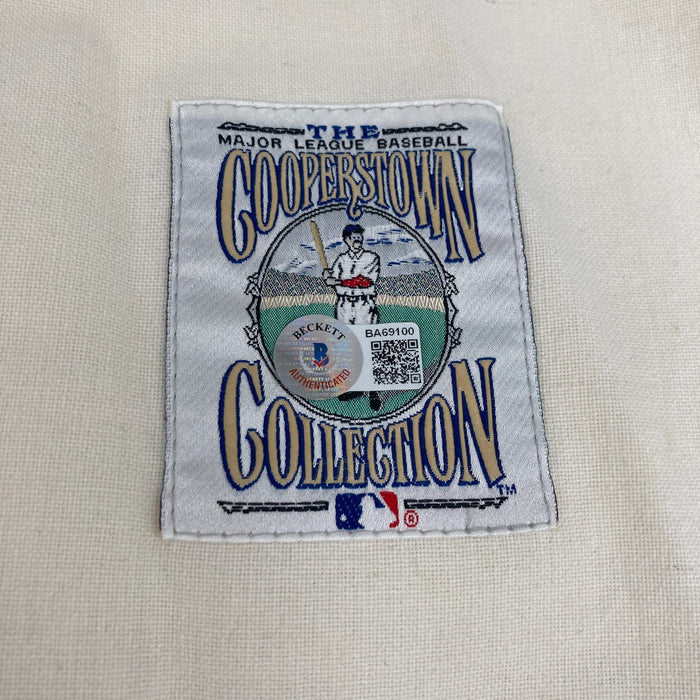 THE
MAJOR LEAGUE BASEBALL
COOPERSTOWN
BECKETT
B
AUTHENTICATED
BA69100
COLLECTION
TM
®